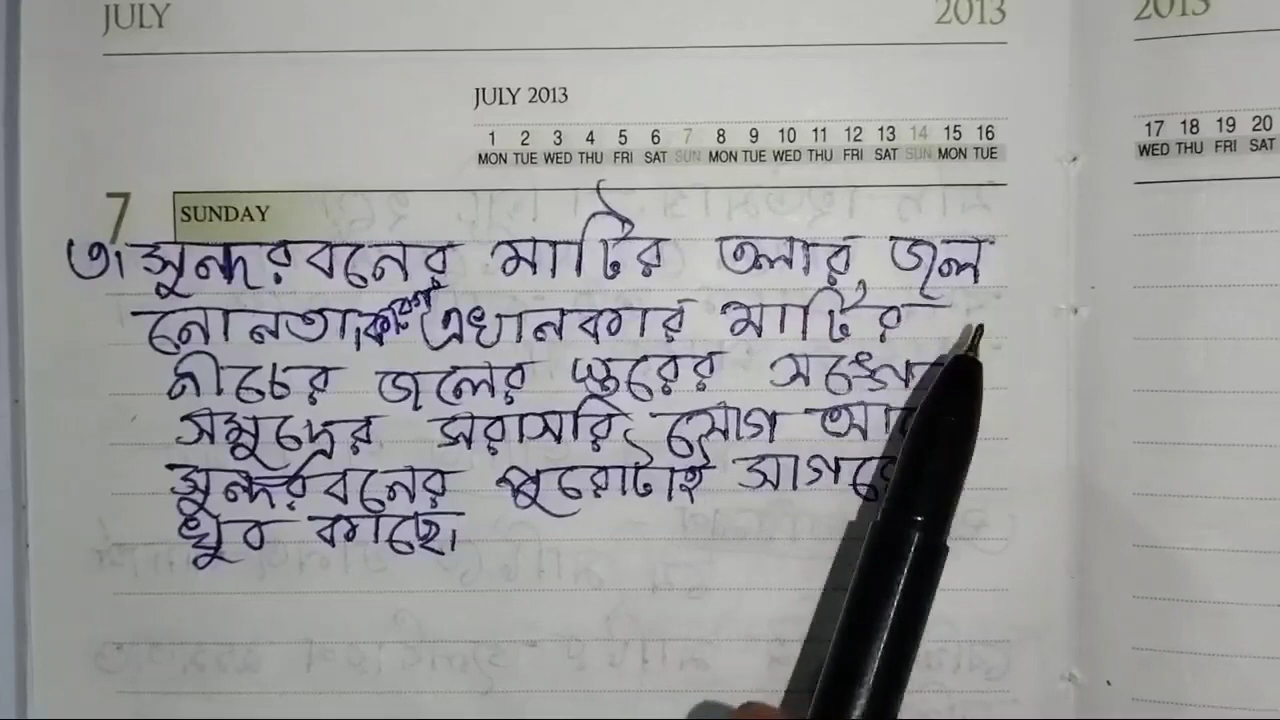 JULY 2013 2013
JULY 2013
1 2 3 4 5 6 7 8 9 10 11 12 13 14 15 16 17 18 19 20
MON TUE WED THU FRI SAT SUN MON TUE WED THU FRI SAT SUN MON TUE WED THU FRI SAT
7 SUNDAY
৩। সুন্দরবনের মাটির তলার জল
নোনতা কারণ এখানকার মাটির
নীচের জলের স্তরের সঙ্গে
সমুদ্রের সরাসরি যোগ
সুন্দরবনের পুরোটাই
খুব কাছে।